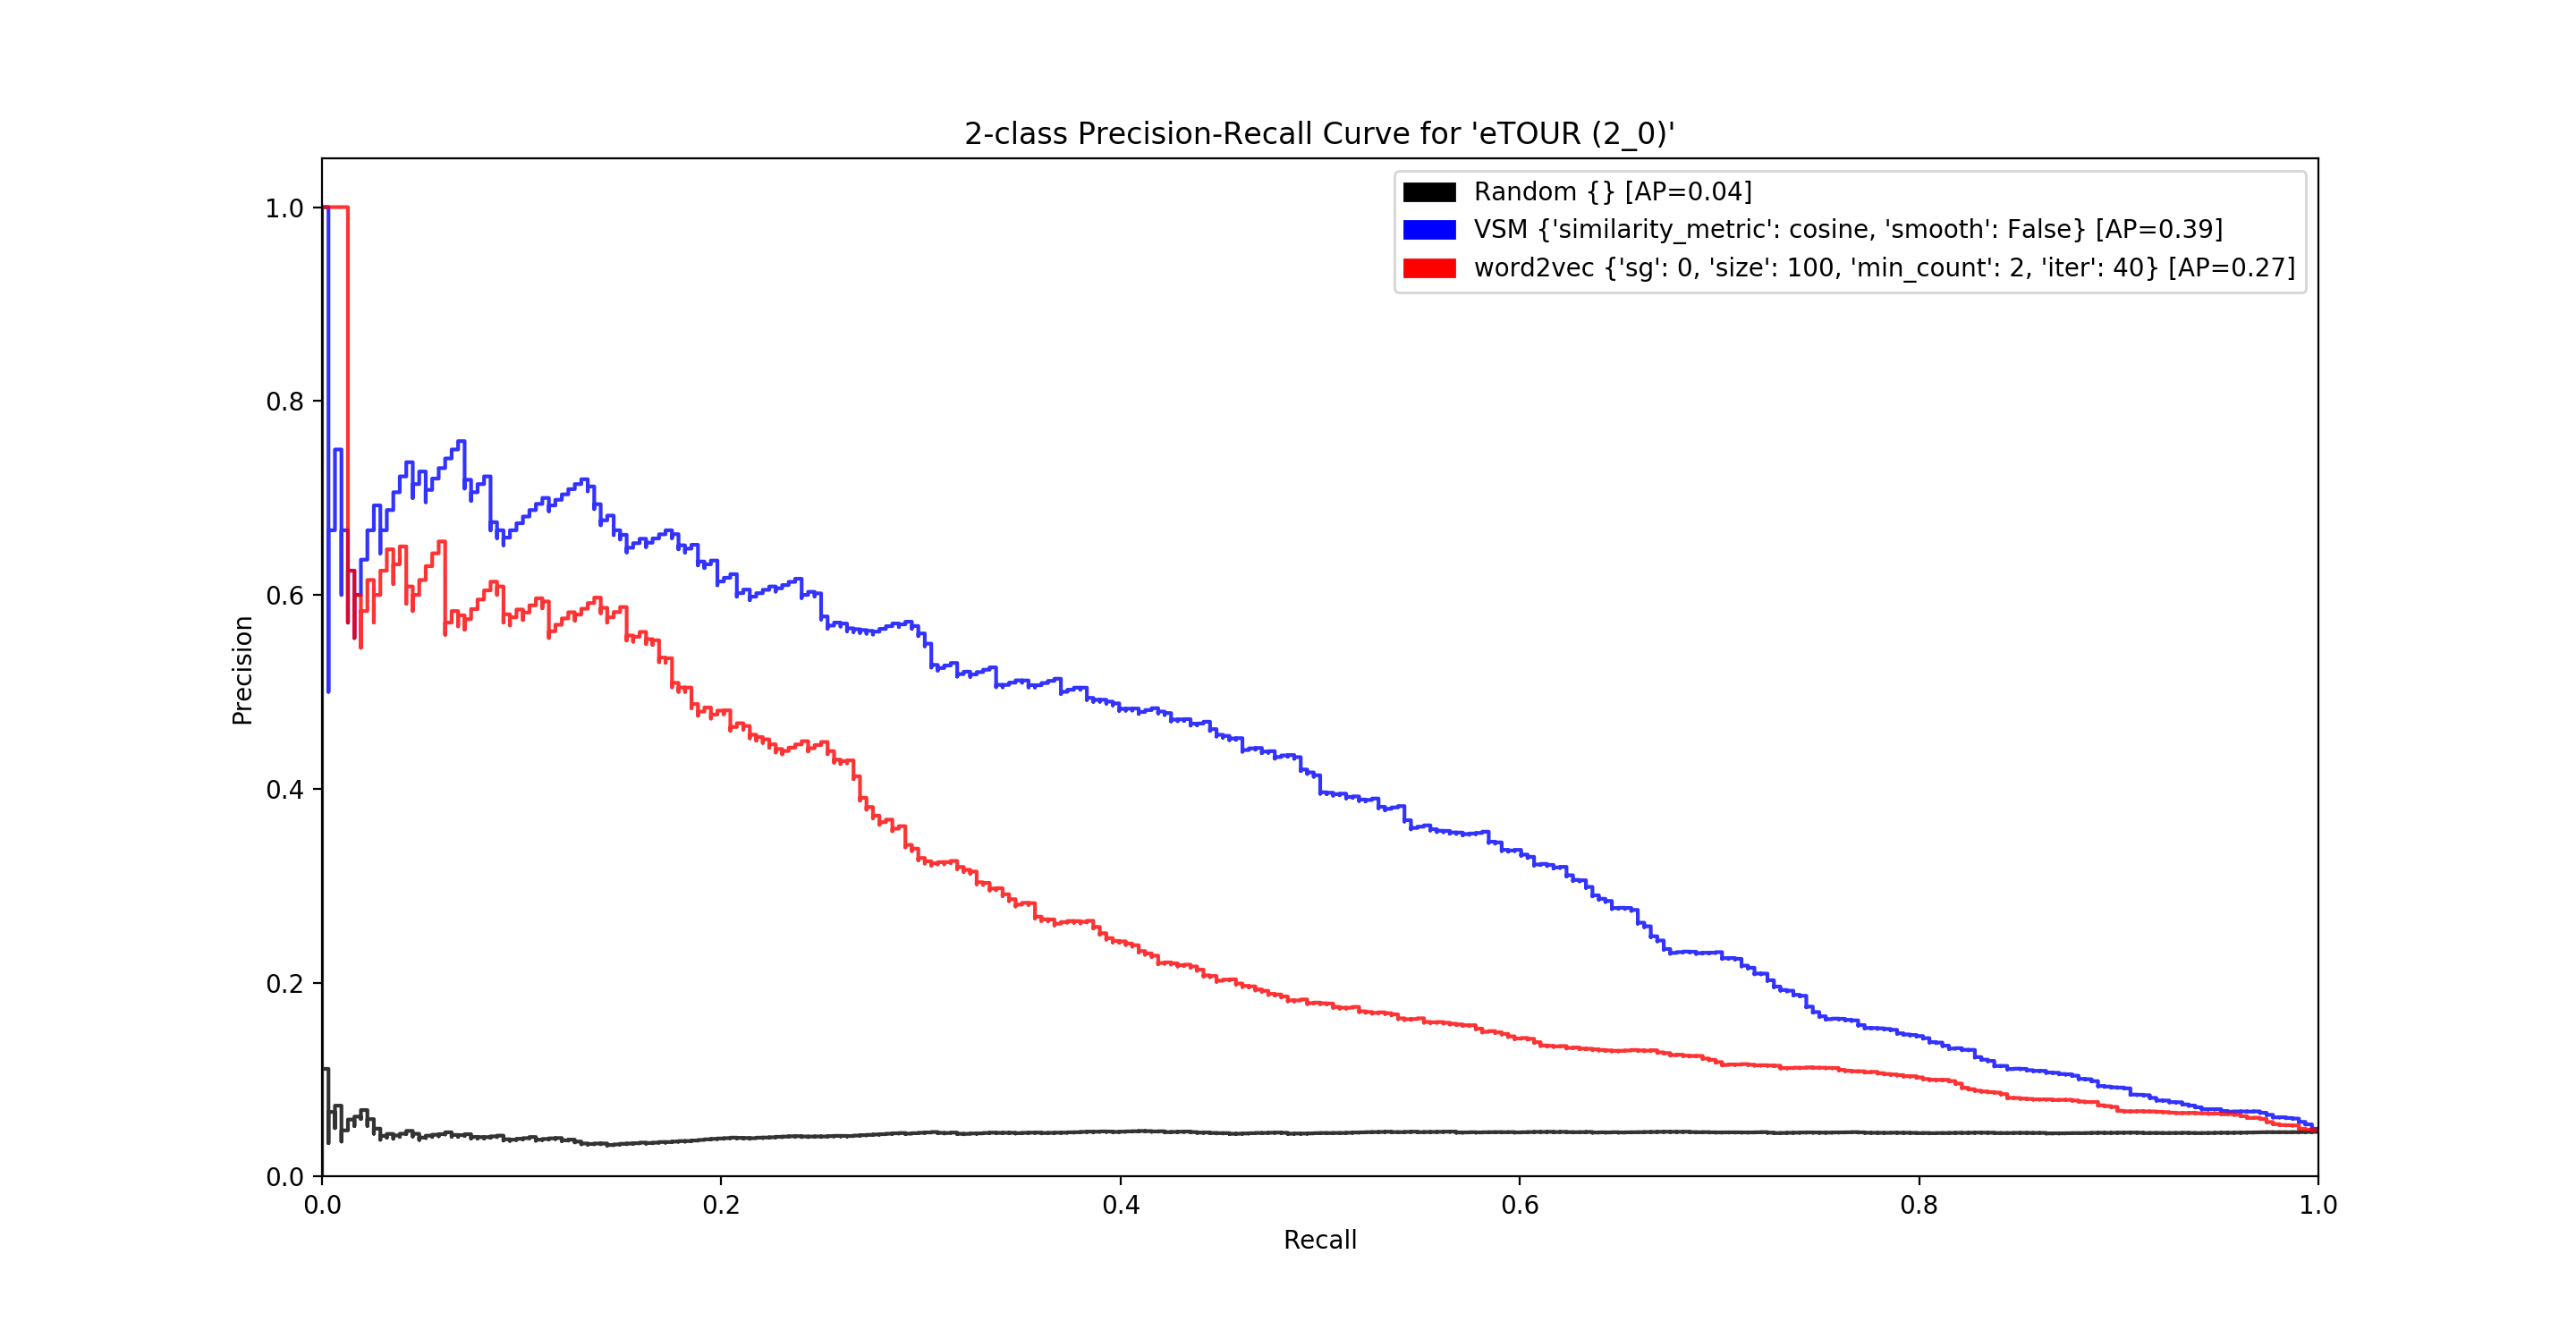 2-class Precision-Recall Curve for 'eTOUR (2_0)'
Random {} [AP=0.04]
VSM {'similarity_metric': cosine, 'smooth': False} [AP=0.39]
word2vec {'sg': 0, 'size': 100, 'min_count': 2, 'iter': 40} [AP=0.27]
Precision
1.0
0.8
0.6
0.4
0.2
0.0
0.0 0.2 0.4 0.6 0.8 1.0
Recall